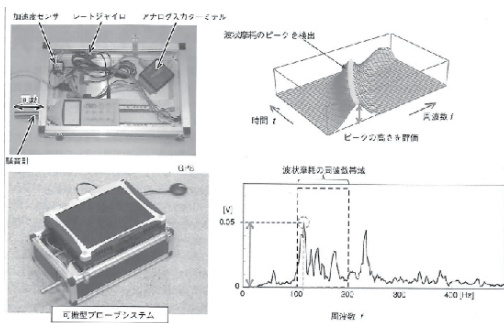 加速度センサ
レートジャイロ
アナログ入力ターミナル
可動
騒音計
GPS
可搬型プローブシステム
波状摩耗のピークを検出
時間 t
周波数 f
ピークの高さを評価
波状摩耗の周波数帯域
[V]
0.05
0
100
200
300
400 [Hz]
周波数 f